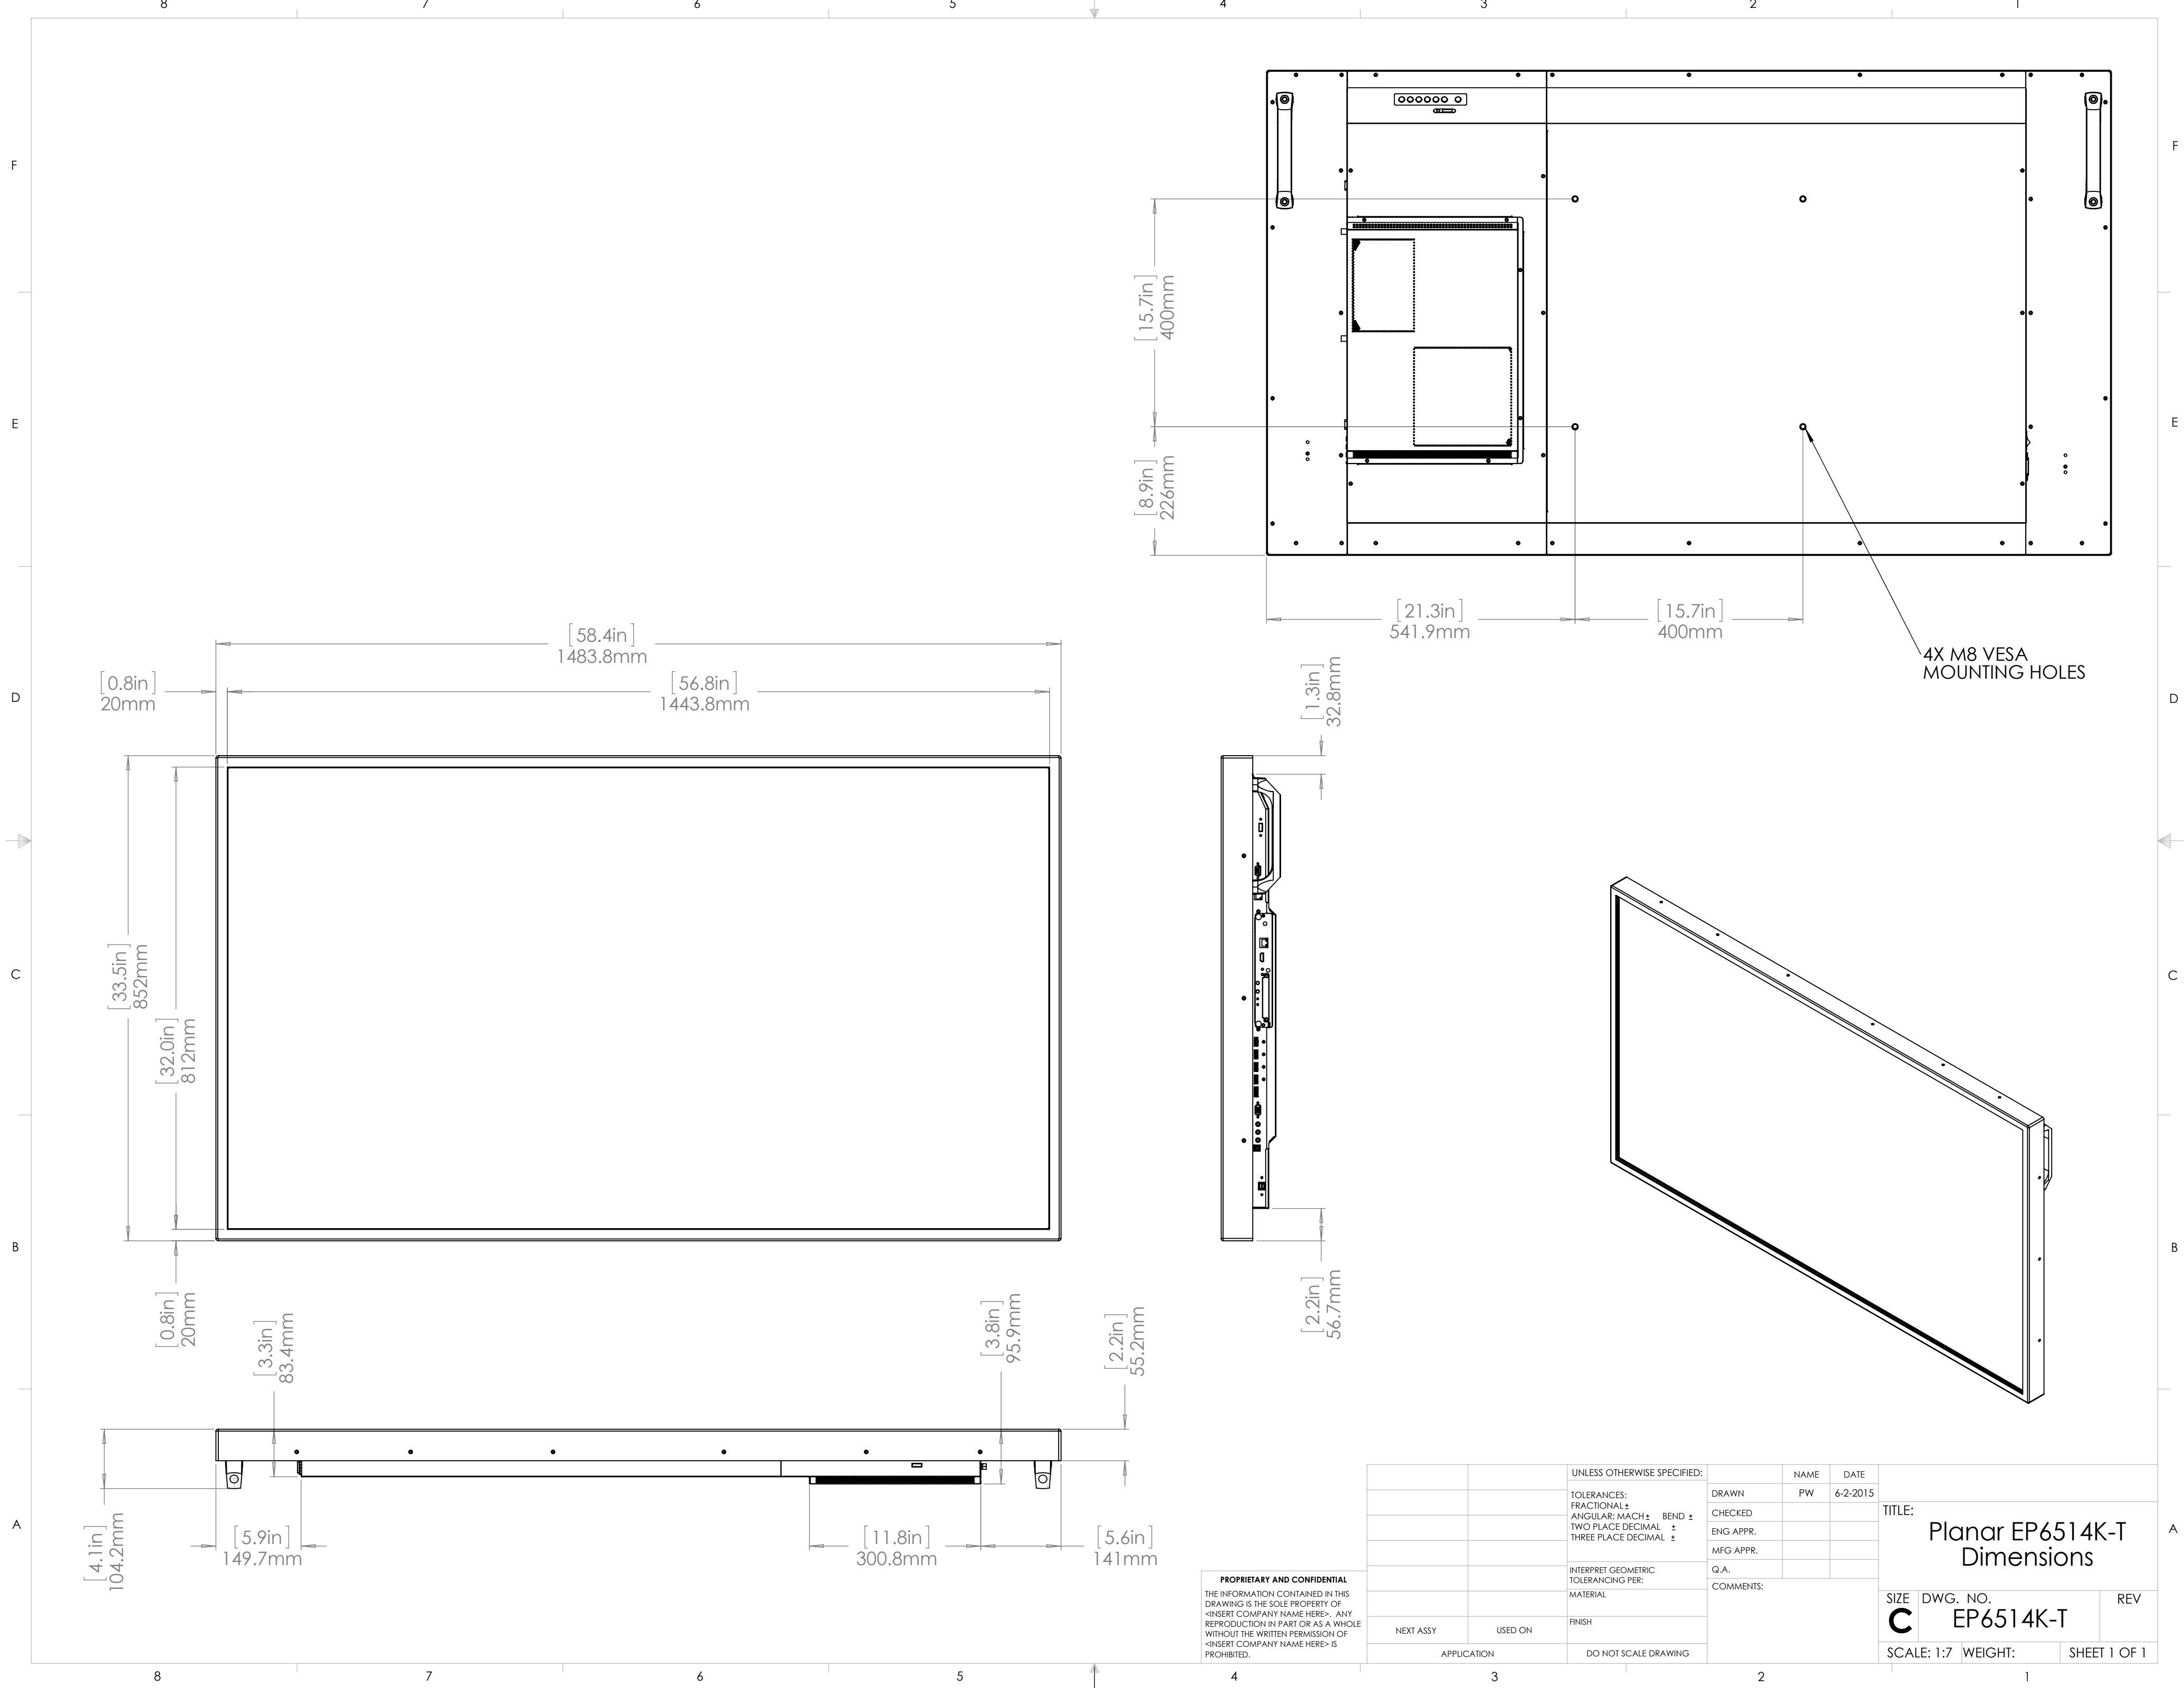 8 7 6 5 4 3 2 1
F F
[15.7in]
400mm
E E
[8.9in]
226mm
[21.3in]
541.9mm
[15.7in]
400mm
4X M8 VESA
MOUNTING HOLES
[58.4in]
1483.8mm
[0.8in]
20mm
[56.8in]
1443.8mm
D D
[1.3in]
32.8mm
[33.5in]
852mm
[32.0in]
812mm
C C
B B
[0.8in]
20mm
[2.2in]
56.7mm
[3.3in]
83.4mm
[3.8in]
95.9mm
[2.2in]
55.2mm
A A
[4.1in]
104.2mm
[5.9in]
149.7mm
[11.8in]
300.8mm
[5.6in]
141mm
PROPRIETARY AND CONFIDENTIAL
THE INFORMATION CONTAINED IN THIS
DRAWING IS THE SOLE PROPERTY OF
<INSERT COMPANY NAME HERE>. ANY
REPRODUCTION IN PART OR AS A WHOLE
WITHOUT THE WRITTEN PERMISSION OF
<INSERT COMPANY NAME HERE> IS
PROHIBITED.
NEXT ASSY USED ON
APPLICATION
UNLESS OTHERWISE SPECIFIED:
TOLERANCES:
FRACTIONAL±
ANGULAR: MACH± BEND ±
TWO PLACE DECIMAL ±
THREE PLACE DECIMAL ±
INTERPRET GEOMETRIC
TOLERANCING PER:
MATERIAL
FINISH
DO NOT SCALE DRAWING
NAME DATE
DRAWN PW 6-2-2015
CHECKED
ENG APPR.
MFG APPR.
Q.A.
COMMENTS:
TITLE:
Planar EP6514K-T
Dimensions
SIZE DWG. NO. REV
C EP6514K-T
SCALE: 1:7 WEIGHT: SHEET 1 OF 1
8 7 6 5 4 3 2 1